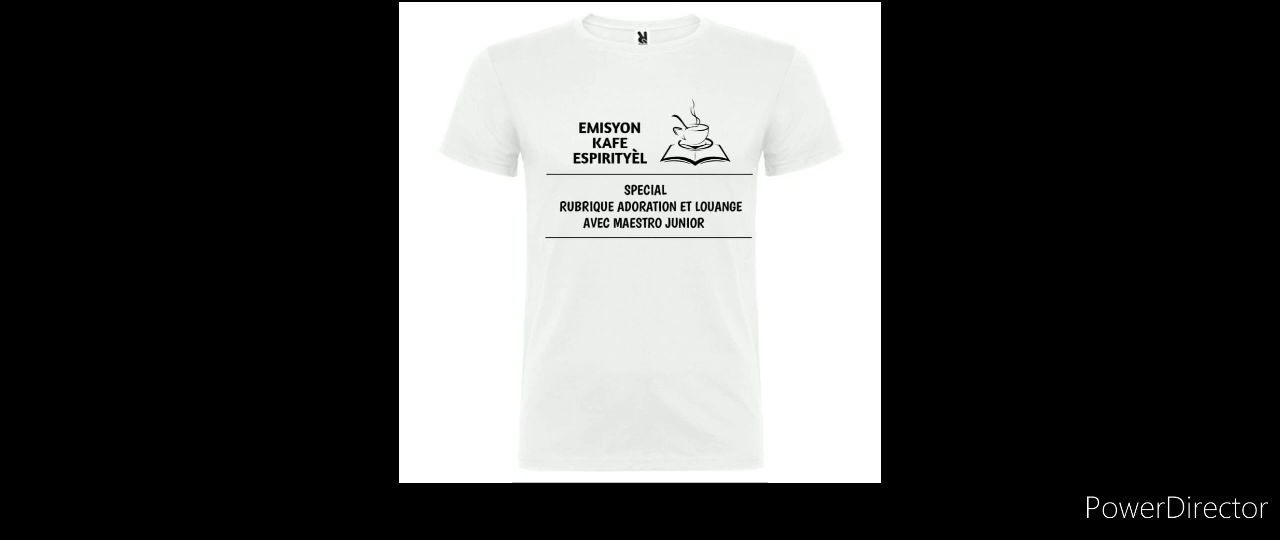 EMISYON
KAFE
ESPIRITYÈL
SPECIAL
RUBRIQUE ADORATION ET LOUANGE
AVEC MAESTRO JUNIOR
PowerDirector